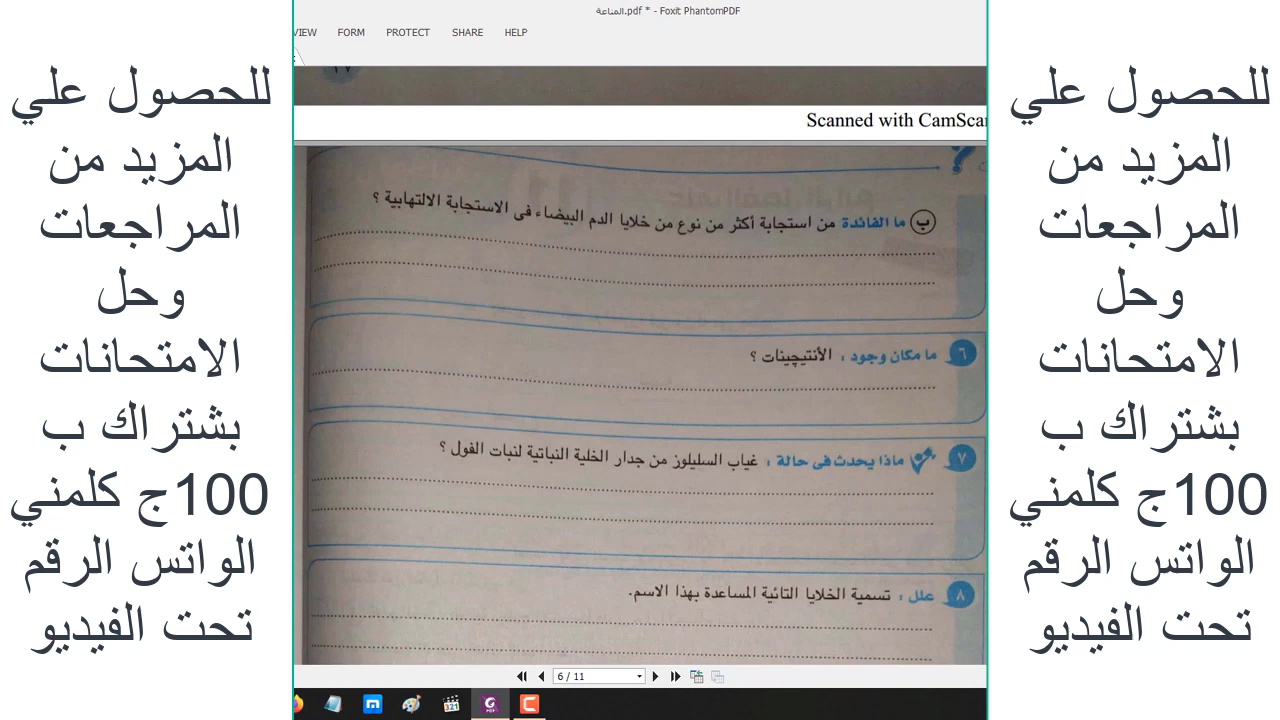 للحصول علي
المزيد من
المراجعات
وحل
الامتحانات
بشتراك ب
100ج كلمني
الواتس الرقم
تحت الفيديو
المناعة.pdf * - Foxit PhantomPDF
VIEW FORM PROTECT SHARE HELP
١٧
Scanned with CamScan
ب ما الفائدة من استجابة أكثر من نوع من خلايا الدم البيضاء فى الاستجابة الالتهابية ؟
٦ ما مكان وجود : الأنتيچينات ؟
٧ ماذا يحدث فى حالة : غياب السليلوز من جدار الخلية النباتية لنبات الفول ؟
٨ علل : تسمية الخلايا التائية المساعدة بهذا الاسم.
6 / 11
للحصول علي
المزيد من
المراجعات
وحل
الامتحانات
بشتراك ب
100ج كلمني
الواتس الرقم
تحت الفيديو